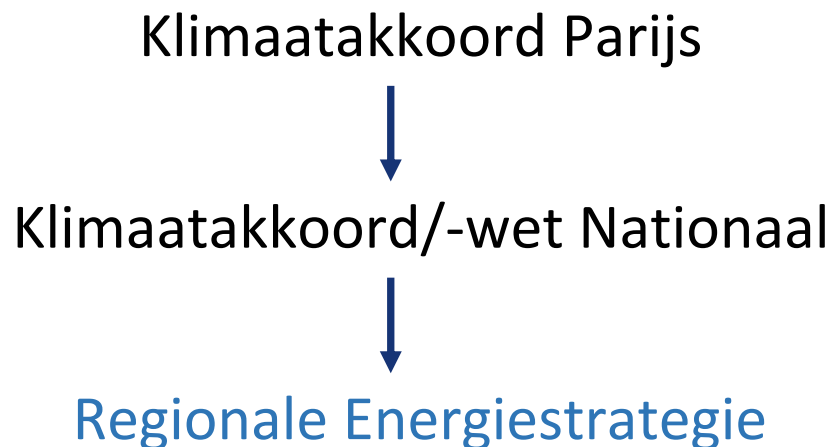 Klimaatakkoord Parijs
Klimaatakkoord/-wet Nationaal
Regionale Energiestrategie